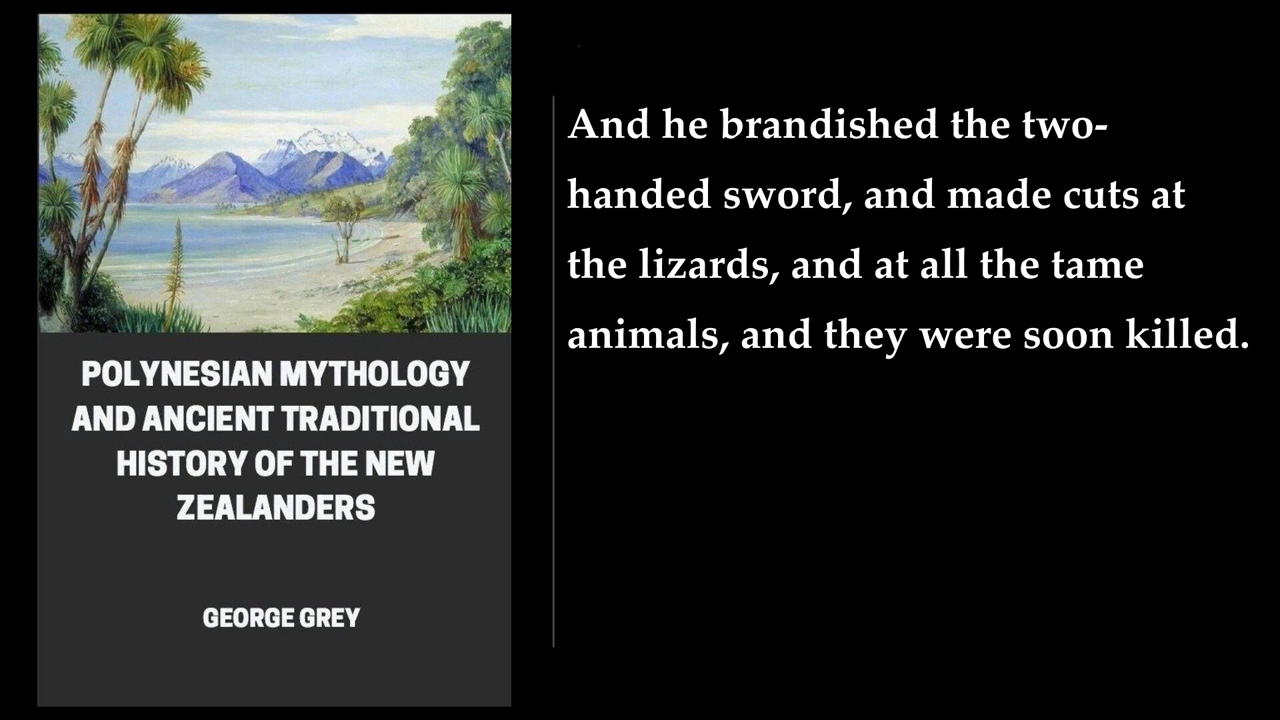 POLYNESIAN MYTHOLOGY
AND ANCIENT TRADITIONAL
HISTORY OF THE NEW
ZEALANDERS
GEORGE GREY
And he brandished the two-
handed sword, and made cuts at
the lizards, and at all the tame
animals, and they were soon killed.